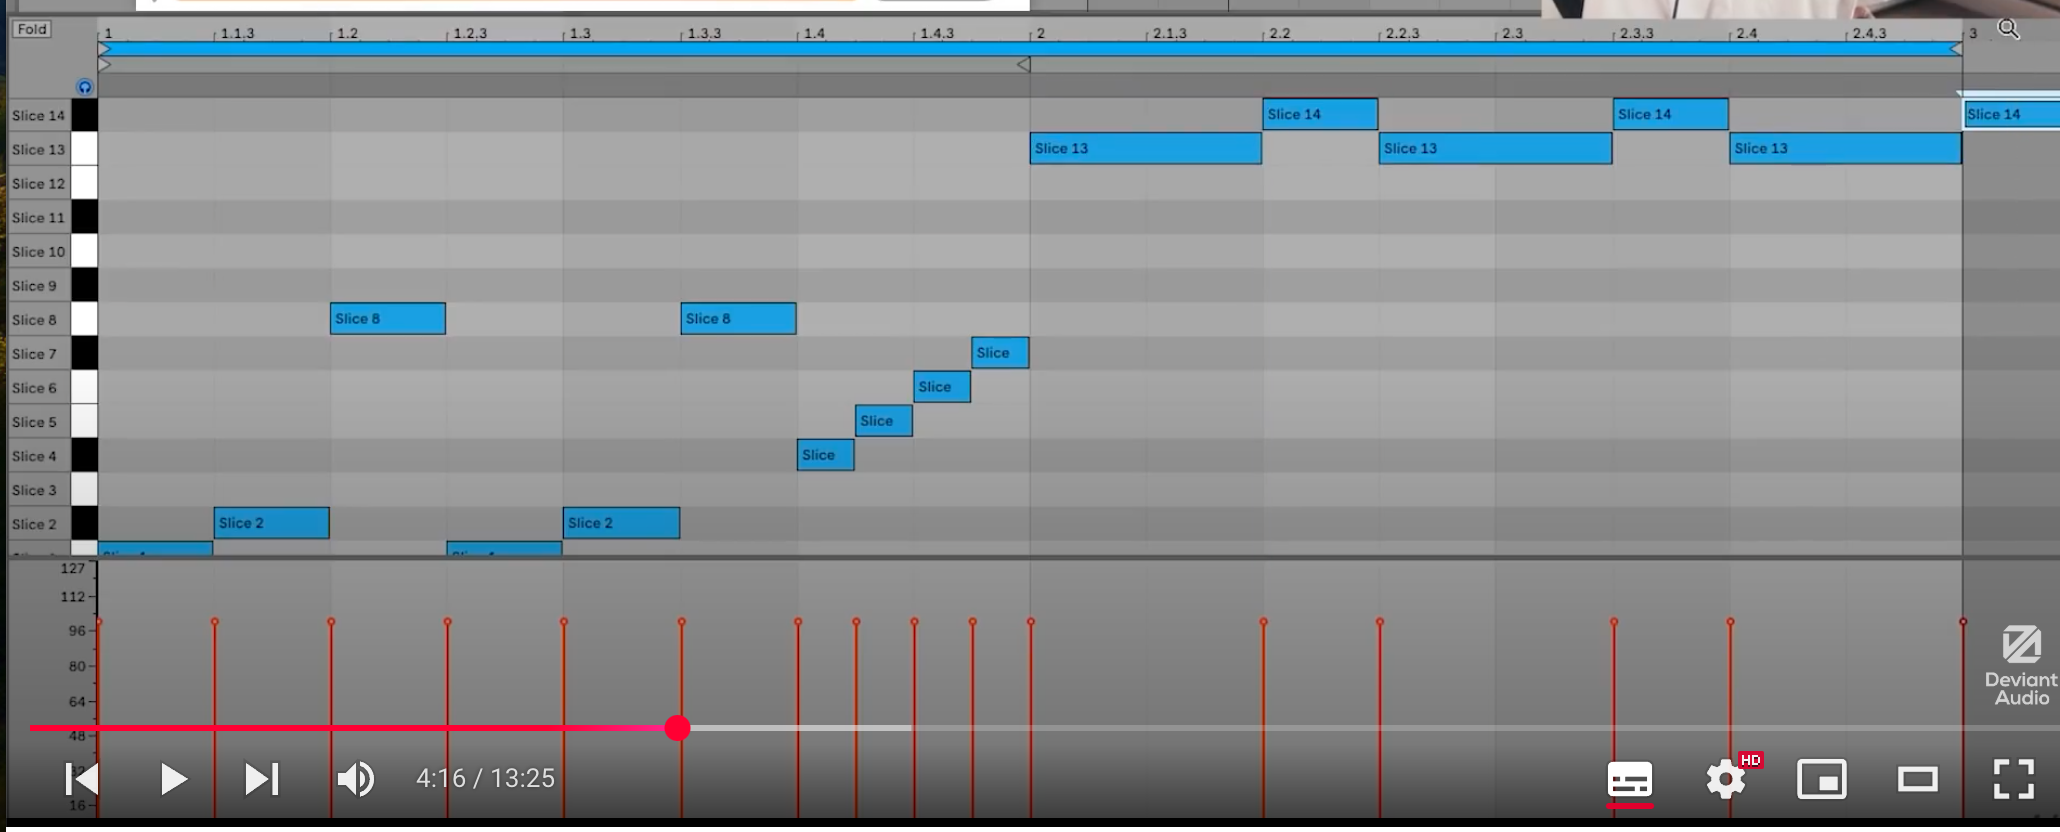 Fold
1 1.1.3 1.2 1.2.3 1.3 1.3.3 1.4 1.4.3 2 2.1.3 2.2 2.2.3 2.3 2.3.3 2.4 2.4.3 3
Slice 14 Slice 14 Slice 14 Slice 14
Slice 13 Slice 13 Slice 13 Slice 13
Slice 12
Slice 11
Slice 10
Slice 9
Slice 8 Slice 8 Slice 8
Slice 7 Slice
Slice 6 Slice
Slice 5 Slice
Slice 4 Slice
Slice 3
Slice 2 Slice 2 Slice 2
127
112
96
80
64
48
16
Deviant
Audio
4:16 / 13:25
HD